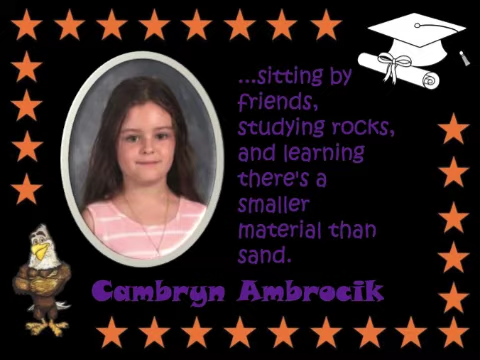 ...sitting by
friends,
studying rocks,
and learning
there's a
smaller
material than
sand.
Cambryn Ambrocik